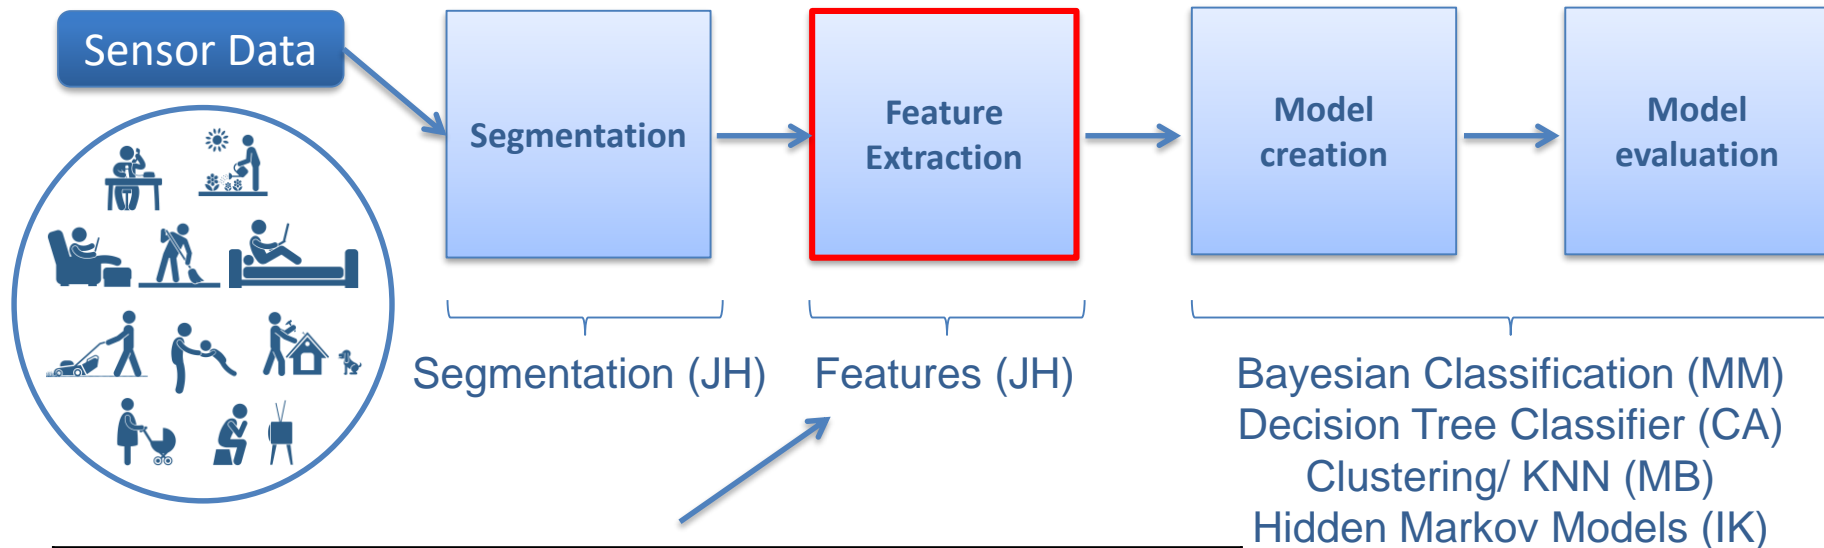 Sensor Data
Segmentation
Feature
Extraction
Model
creation
Model
evaluation
Segmentation (JH)
Features (JH)
Bayesian Classification (MM)
Decision Tree Classifier (CA)
Clustering/ KNN (MB)
Hidden Markov Models (IK)